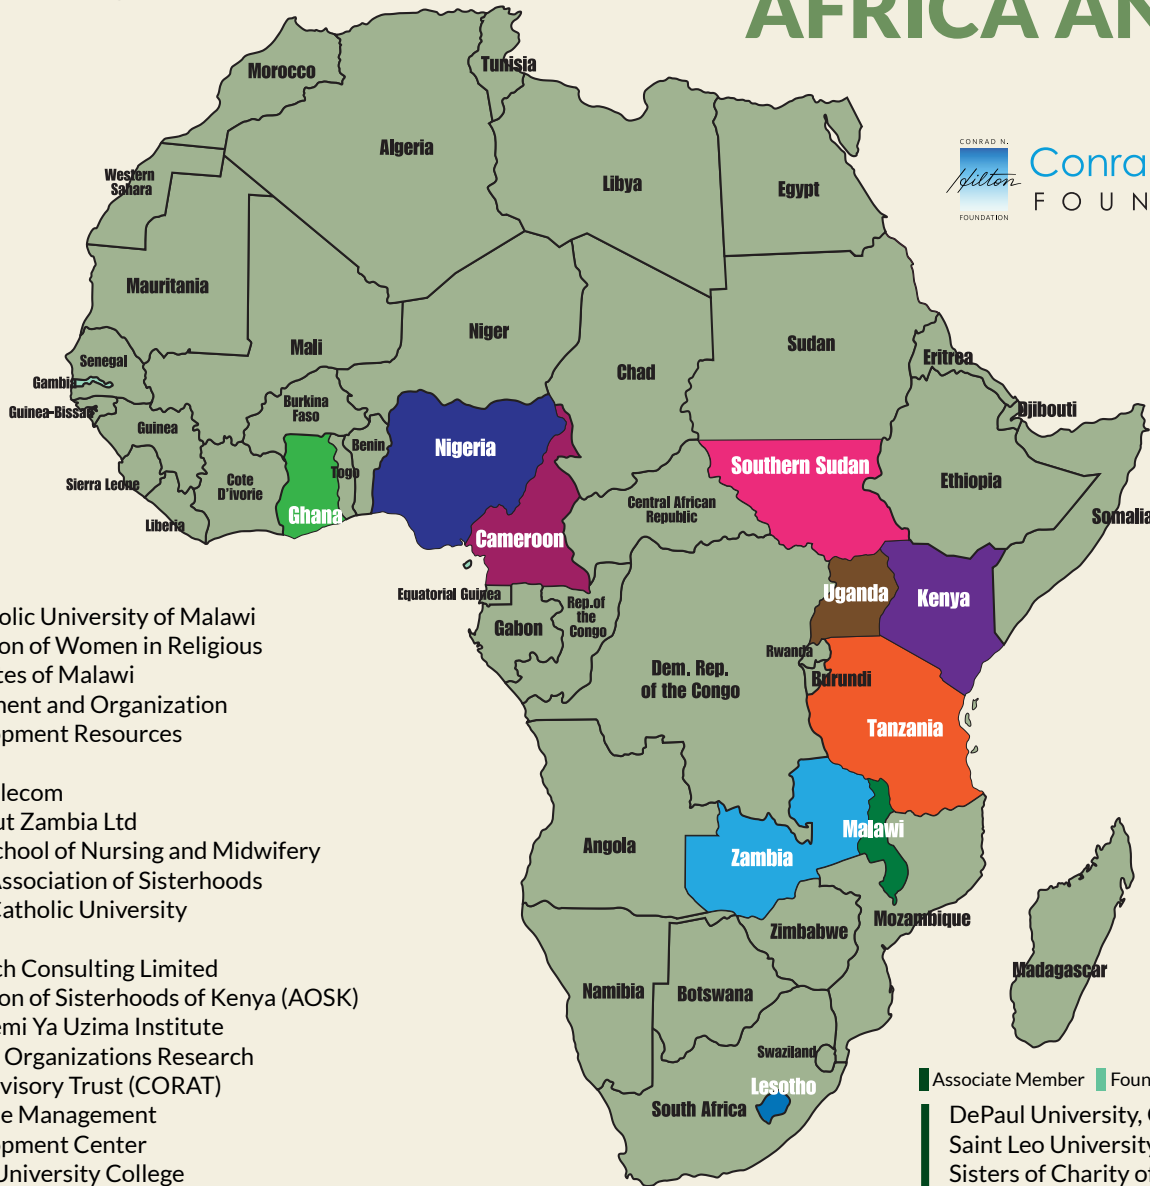 AFRICA AN
Morocco
Tunisia
Algeria
Libya
Egypt
Western
Sahara
CONRAD N.
Hilton
FOUNDATION
Conra
FOUN
Mauritania
Mali
Niger
Chad
Sudan
Eritrea
Senegal
Gambia
Guinea-Bissau
Guinea
Burkina
Faso
Benin
Togo
Nigeria
Djibouti
Southern Sudan
Ethiopia
Somalia
Sierra Leone
Cote
D'ivorie
Liberia
Ghana
Central African
Republic
Cameroon
Equatorial Guinea
Gabon
Rep.of
the
Congo
Uganda
Kenya
Rwanda
Burundi
Dem. Rep.
of the Congo
Tanzania
olic University of Malawi
on of Women in Religious
tes of Malawi
ment and Organization
opment Resources
lecom
ut Zambia Ltd
chool of Nursing and Midwifery
Association of Sisterhoods
Catholic University
ch Consulting Limited
on of Sisterhoods of Kenya (AOSK)
emi Ya Uzima Institute
Organizations Research
visory Trust (CORAT)
e Management
opment Center
University College
Angola
Zambia
Malawi
Mozambique
Zimbabwe
Madagascar
Namibia
Botswana
Swaziland
Lesotho
South Africa
Associate Member
Foun
DePaul University,
Saint Leo University
Sisters of Charity of